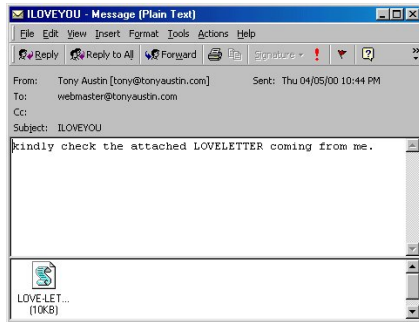 ILOVEYOU - Message (Plain Text)
File Edit View Insert Format Tools Actions Help
Reply Reply to All Forward Signature
From: Tony Austin [tony@tonyaustin.com] Sent: Thu 04/05/00 10:44 PM
To: webmaster@tonyaustin.com
Cc:
Subject: ILOVEYOU
kindly check the attached LOVELETTER coming from me.
LOVE-LET...
(10KB)